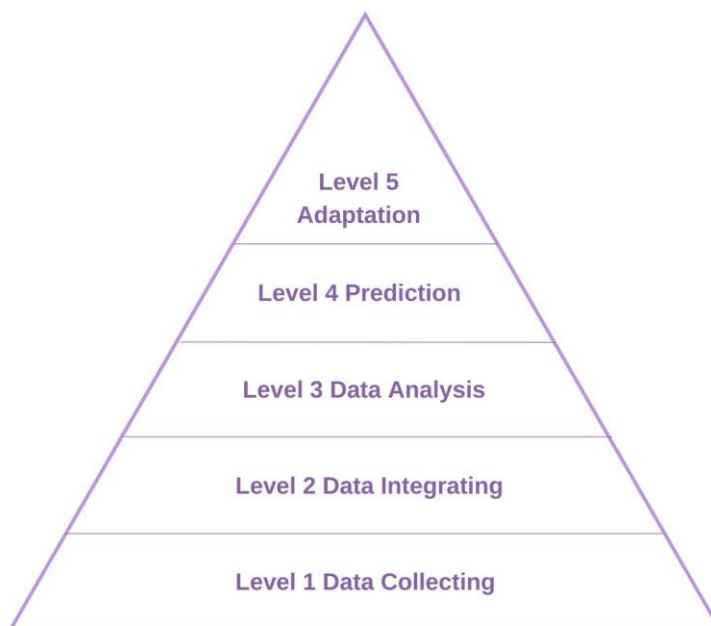 Level 5
Adaptation
Level 4 Prediction
Level 3 Data Analysis
Level 2 Data Integrating
Level 1 Data Collecting